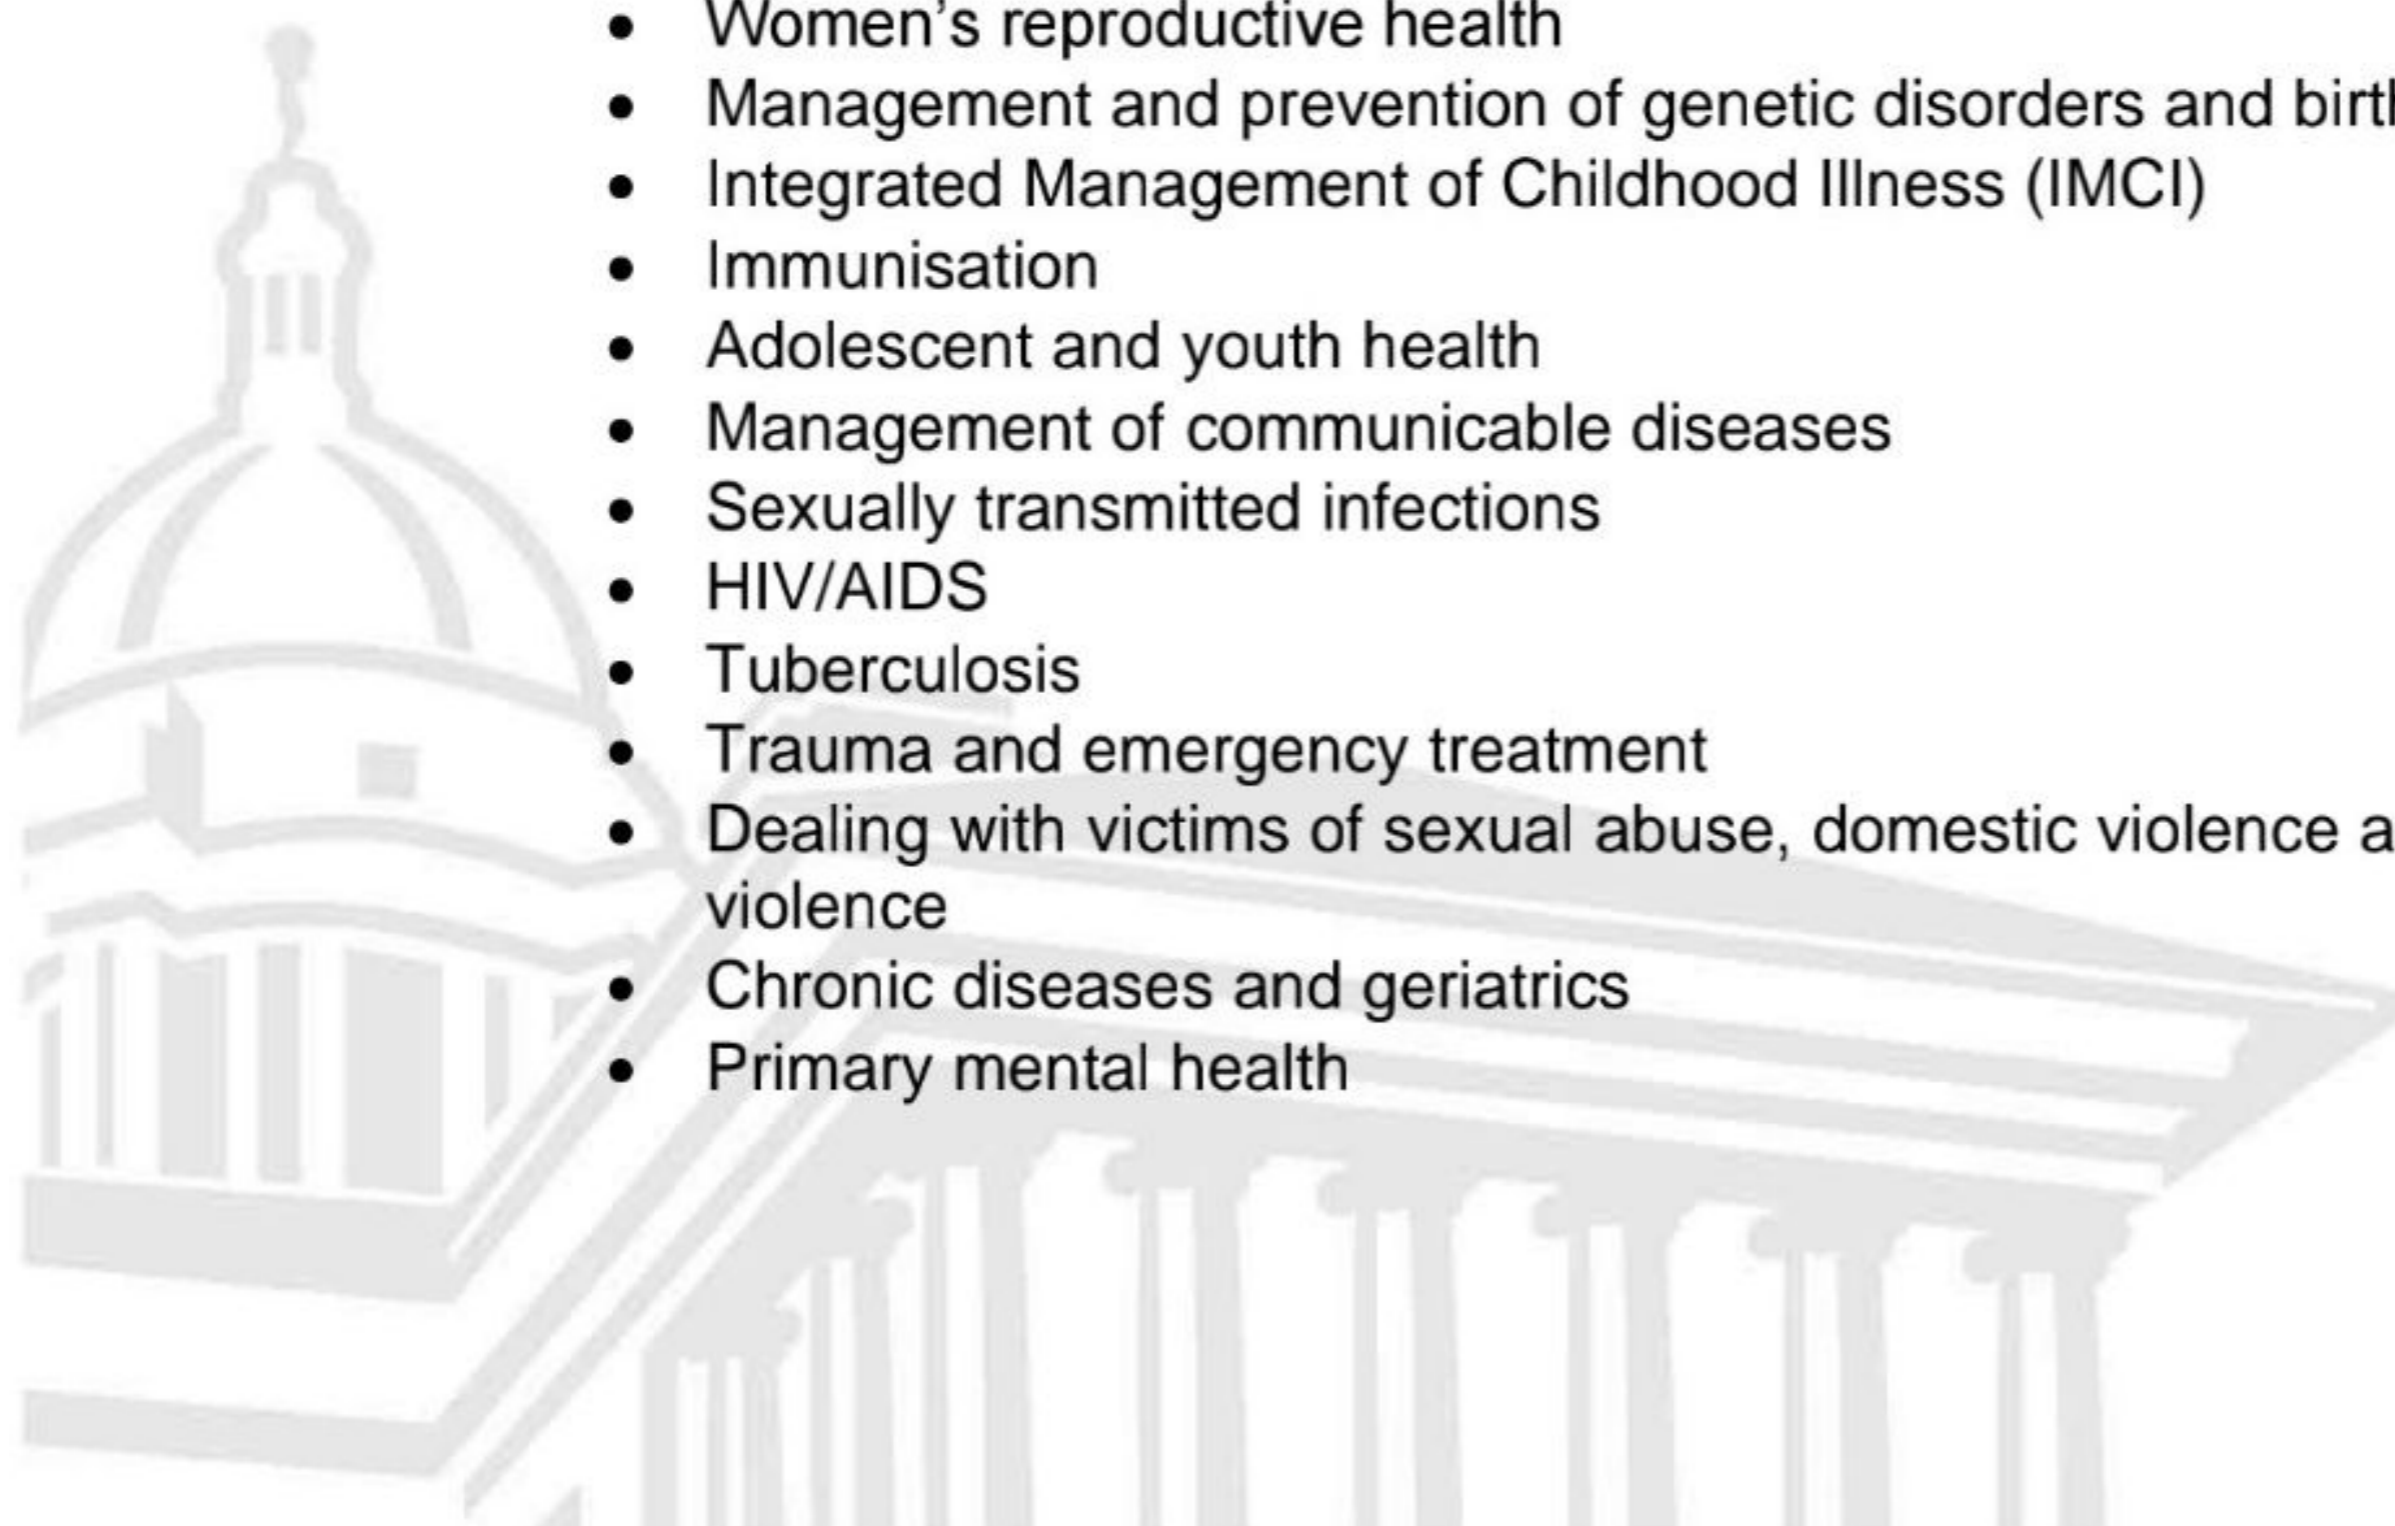 • Women's reproductive health
• Management and prevention of genetic disorders and
• Integrated Management of Childhood Illness (IMCI)
• Immunisation
• Adolescent and youth health
• Management of communicable diseases
• Sexually transmitted infections
• HIV/AIDS
• Tuberculosis
• Trauma and emergency treatment
• Dealing with victims of sexual abuse, domestic violence
violence
• Chronic diseases and geriatrics
• Primary mental health